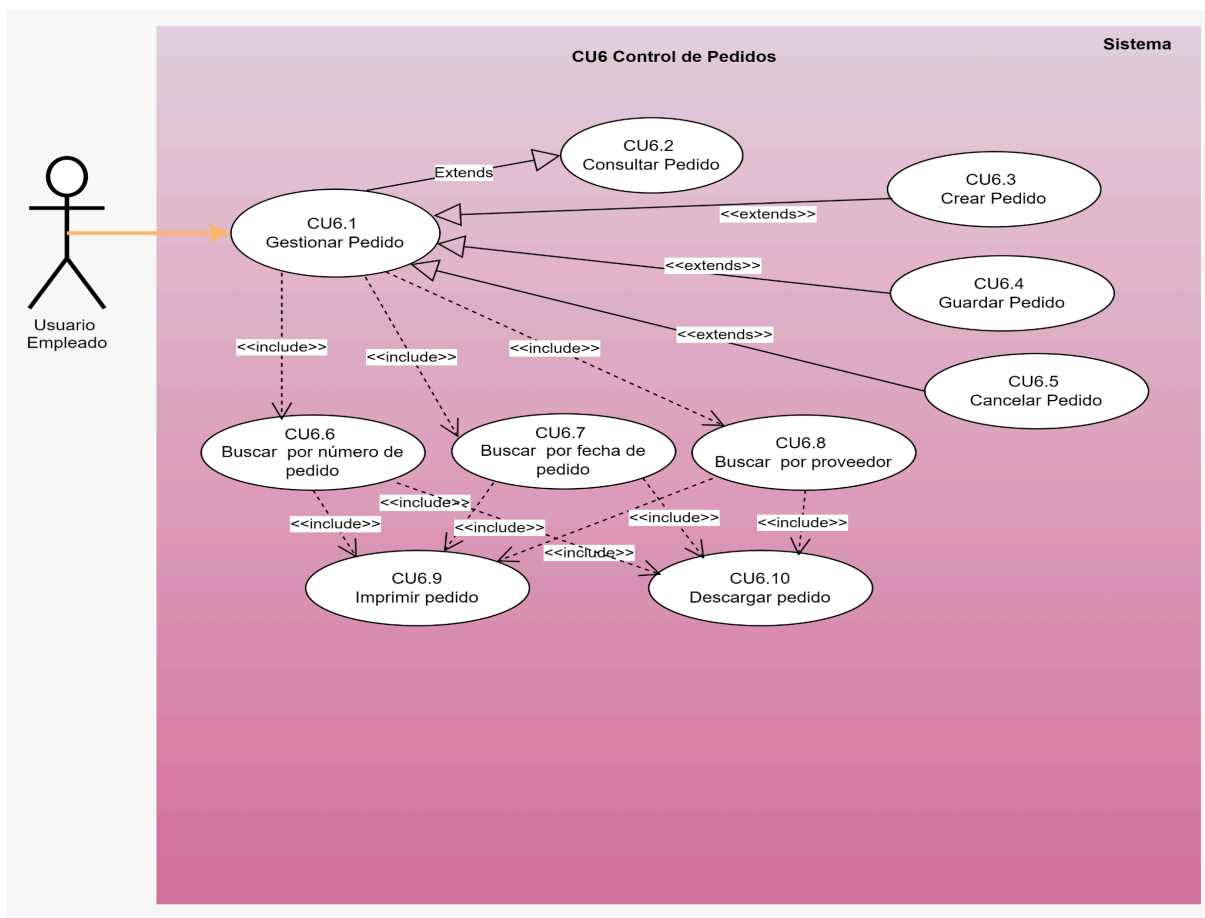 Sistema
CU6 Control de Pedidos
CU6.2
Consultar Pedido
Extends
CU6.3
Crear Pedido
<<extends>>
CU6.1
Gestionar Pedido
<<extends>>
CU6.4
Guardar Pedido
Usuario
Empleado
<<extends>>
<<include>>
<<include>>
<<include>>
CU6.5
Cancelar Pedido
CU6.6
Buscar  por número de
pedido
CU6.7
Buscar  por fecha de
pedido
CU6.8
Buscar  por proveedor
<<include>>
<<include>>
<<include>>
<<include>>
<<include>>
<<include>>
CU6.9
Imprimir pedido
CU6.10
Descargar pedido